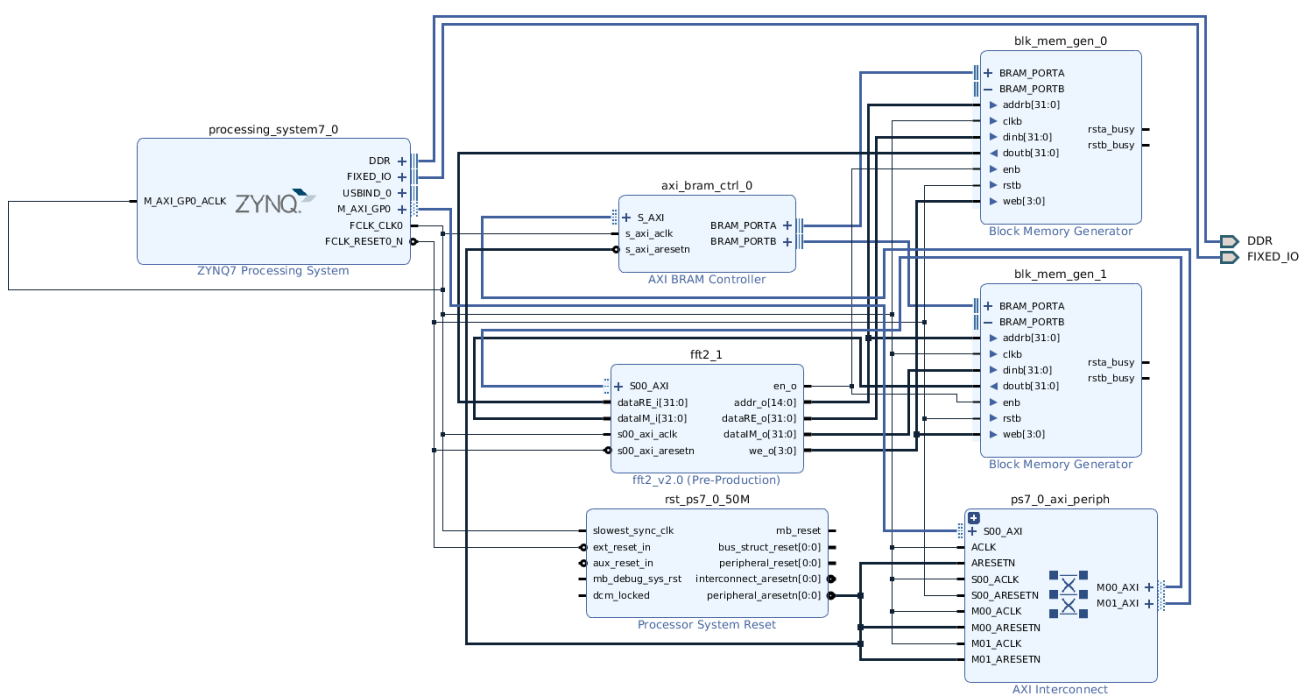 processing_system7_0
DDR
FIXED_IO
USBIND_0
M_AXI_GP0
FCLK_CLK0
FCLK_RESET0_N
M_AXI_GP0_ACLK
ZYNQ
ZYNQ7 Processing System
axi_bram_ctrl_0
S_AXI
s_axi_aclk
s_axi_aresetn
BRAM_PORTA
BRAM_PORTB
AXI BRAM Controller
blk_mem_gen_0
BRAM_PORTA
BRAM_PORTB
addrb[31:0]
clkb
dinb[31:0]
doutb[31:0]
enb
rstb
web[3:0]
rsta_busy
rstb_busy
Block Memory Generator
DDR
FIXED_IO
blk_mem_gen_1
BRAM_PORTA
BRAM_PORTB
addrb[31:0]
clkb
dinb[31:0]
doutb[31:0]
enb
rstb
web[3:0]
rsta_busy
rstb_busy
Block Memory Generator
fft2_1
S00_AXI
dataRE_i[31:0]
dataIM_i[31:0]
s00_axi_aclk
s00_axi_aresetn
en_o
addr_o[14:0]
dataRE_o[31:0]
dataIM_o[31:0]
we_o[3:0]
fft2_v2.0 (Pre-Production)
rst_ps7_0_50M
slowest_sync_clk
ext_reset_in
aux_reset_in
mb_debug_sys_rst
dcm_locked
mb_reset
bus_struct_reset[0:0]
peripheral_reset[0:0]
interconnect_aresetn[0:0]
peripheral_aresetn[0:0]
Processor System Reset
ps7_0_axi_periph
S00_AXI
ACLK
ARESETN
S00_ACLK
S00_ARESETN
M00_ACLK
M00_ARESETN
M01_ACLK
M01_ARESETN
M00_AXI
M01_AXI
AXI Interconnect